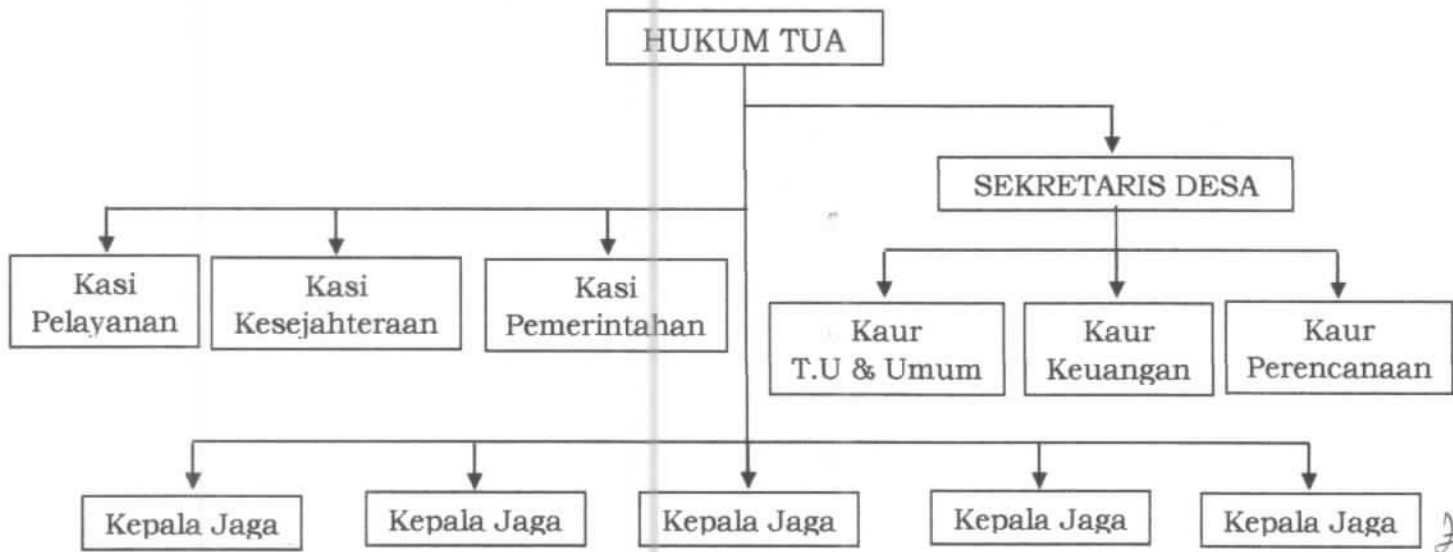 HUKUM TUA
SEKRETARIS DESA
Kasi
Pelayanan
Kasi
Kesejahteraan
Kasi
Pemerintahan
Kaur
T.U & Umum
Kaur
Keuangan
Kaur
Perencanaan
Kepala Jaga
Kepala Jaga
Kepala Jaga
Kepala Jaga
Kepala Jaga